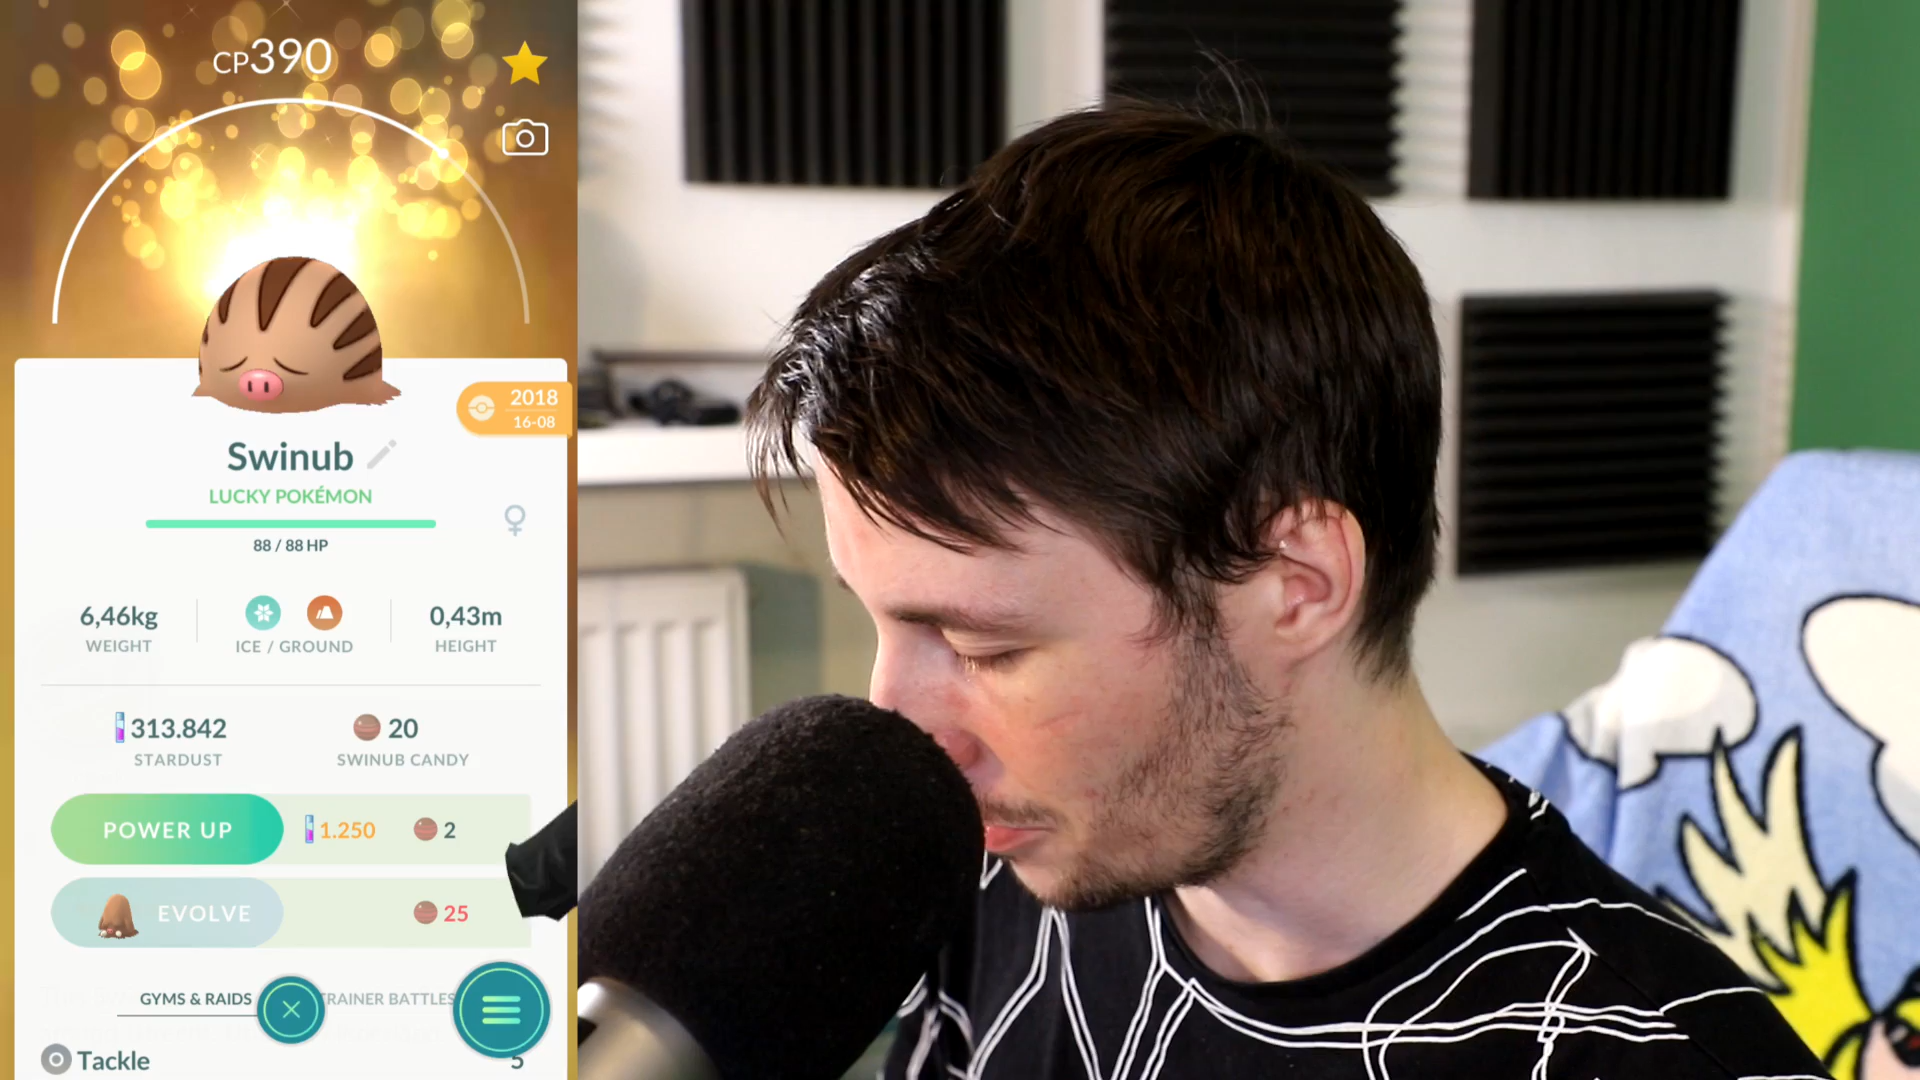 CP390
2018
16-08
Swinub
LUCKY POKÉMON
88 / 88 HP
6,46kg
WEIGHT
ICE / GROUND
0,43m
HEIGHT
313.842
STARDUST
20
SWINUB CANDY
POWER UP
1.250
2
EVOLVE
25
GYMS & RAIDS
TRAINER BATTLES
Tackle
5